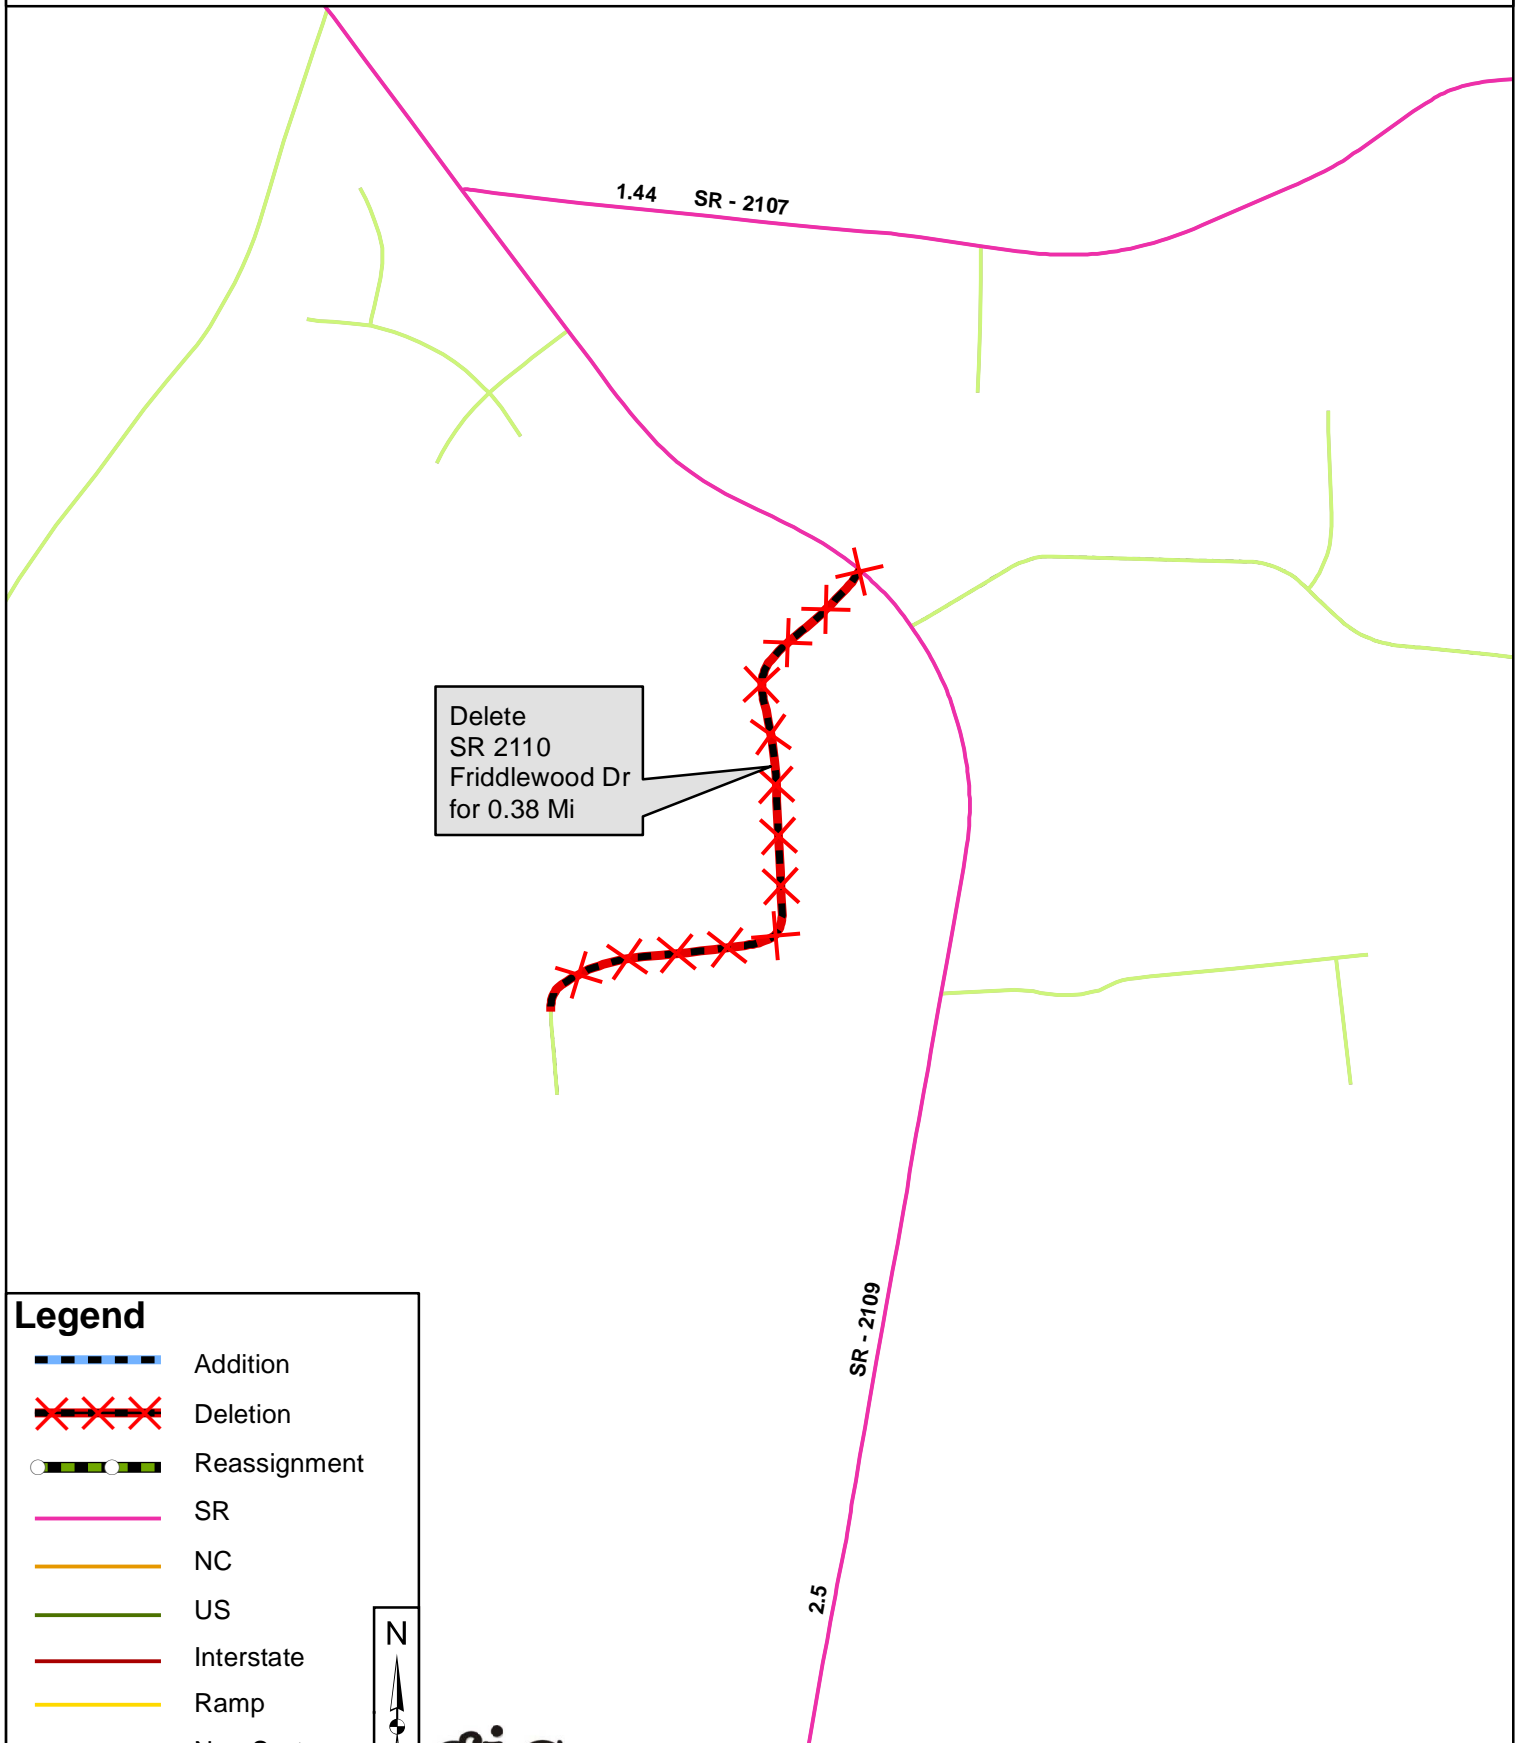 1.44 SR - 2107
Delete
SR 2110
Friddlewood Dr
for 0.38 Mi
SR - 2109
2.5
Legend
Addition
Deletion
Reassignment
SR
NC
US
Interstate
Ramp
N